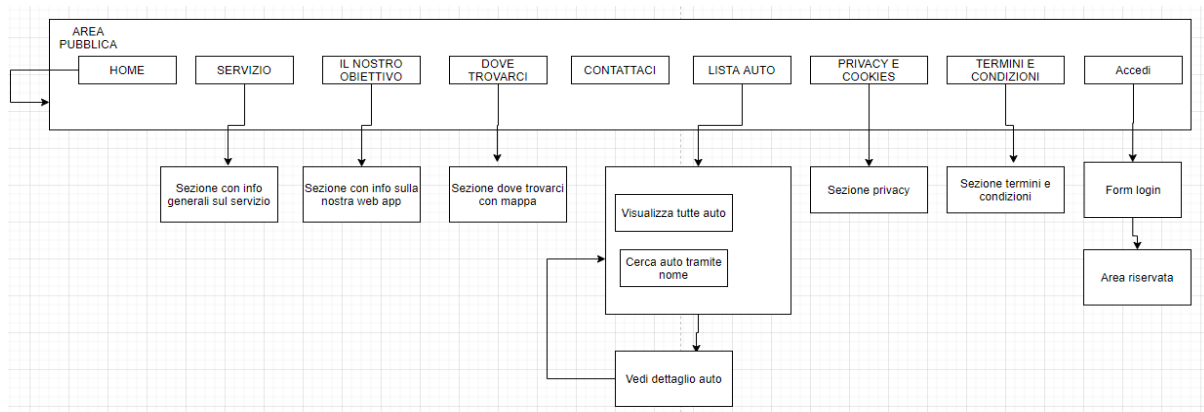 AREA
PUBBLICA
HOME
SERVIZIO
IL NOSTRO
OBIETTIVO
DOVE
TROVARCI
CONTATTACI
LISTA AUTO
PRIVACY E
COOKIES
TERMINI E
CONDIZIONI
Accedi
Sezione con info
generali sul servizio
Sezione con info sulla
nostra web app
Sezione dove trovarci
con mappa
Visualizza tutte auto
Cerca auto tramite
nome
Sezione privacy
Sezione termini e
condizioni
Form login
Area riservata
Vedi dettaglio auto